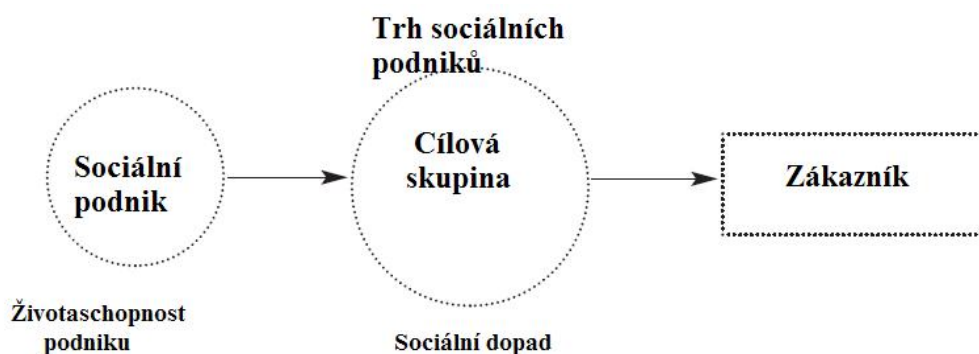 Trh sociálních
podniků
Sociální
podnik
Cílová
skupina
Zákazník
Životaschopnost
podniku
Sociální dopad